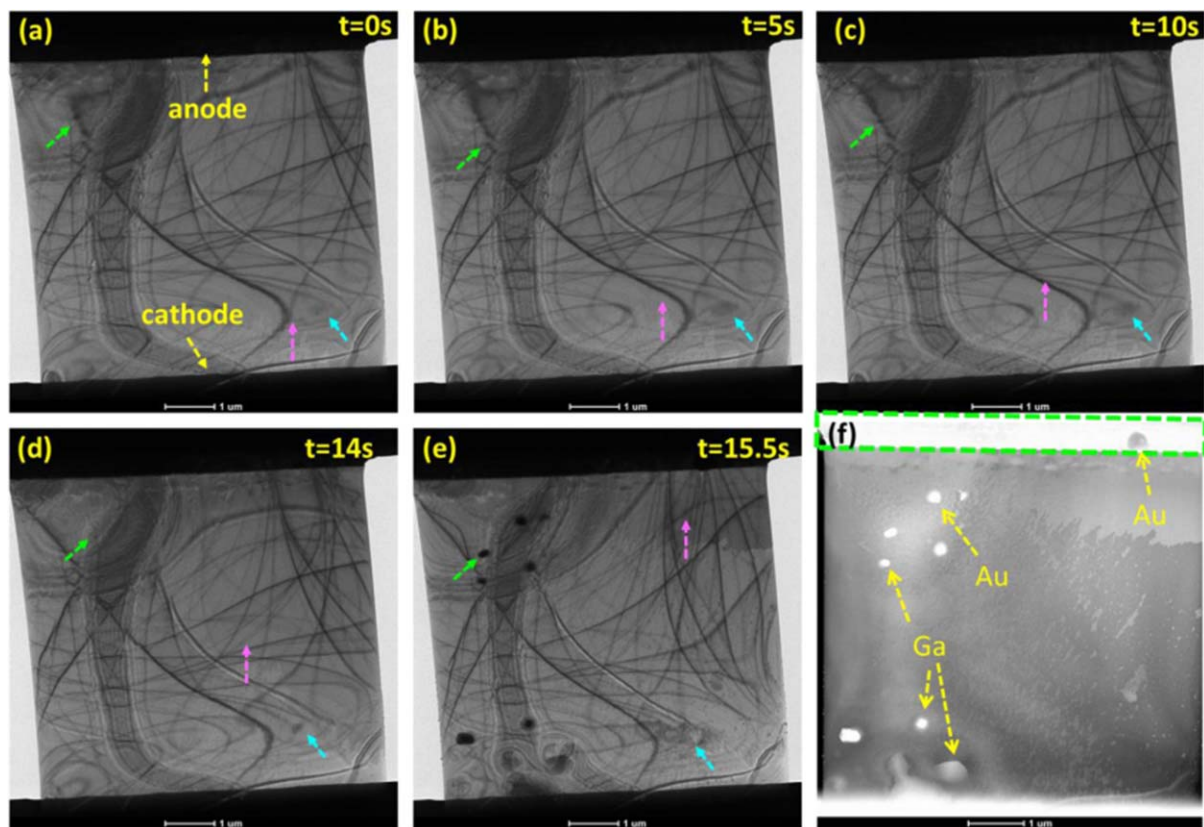 (a) t=0s
anode
cathode
1 um
(b) t=5s
1 um
(c) t=10s
1 um
(d) t=14s
1 um
(e) t=15.5s
1 um
(f)
Au
Au
Ga
1 um